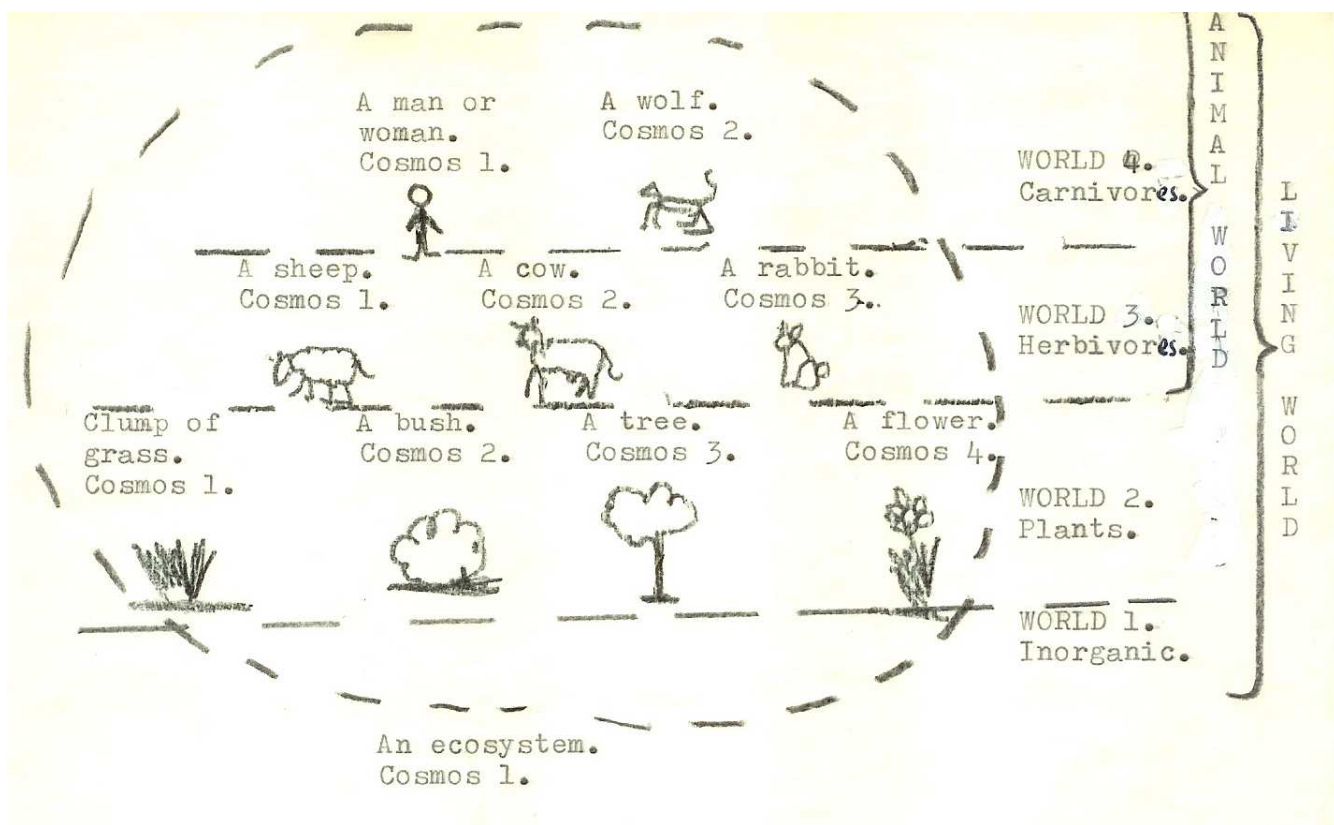 A man or
woman.
Cosmos 1.
A wolf.
Cosmos 2.
WORLD 4.
Carnivores.
A sheep.
Cosmos 1.
A cow.
Cosmos 2.
A rabbit.
Cosmos 3.
WORLD 3.
Herbivores.
Clump of
grass.
Cosmos 1.
A bush.
Cosmos 2.
A tree.
Cosmos 3.
A flower.
Cosmos 4.
WORLD 2.
Plants.
WORLD 1.
Inorganic.
An ecosystem.
Cosmos 1.
ANIMAL WORLD
LIVING WORLD